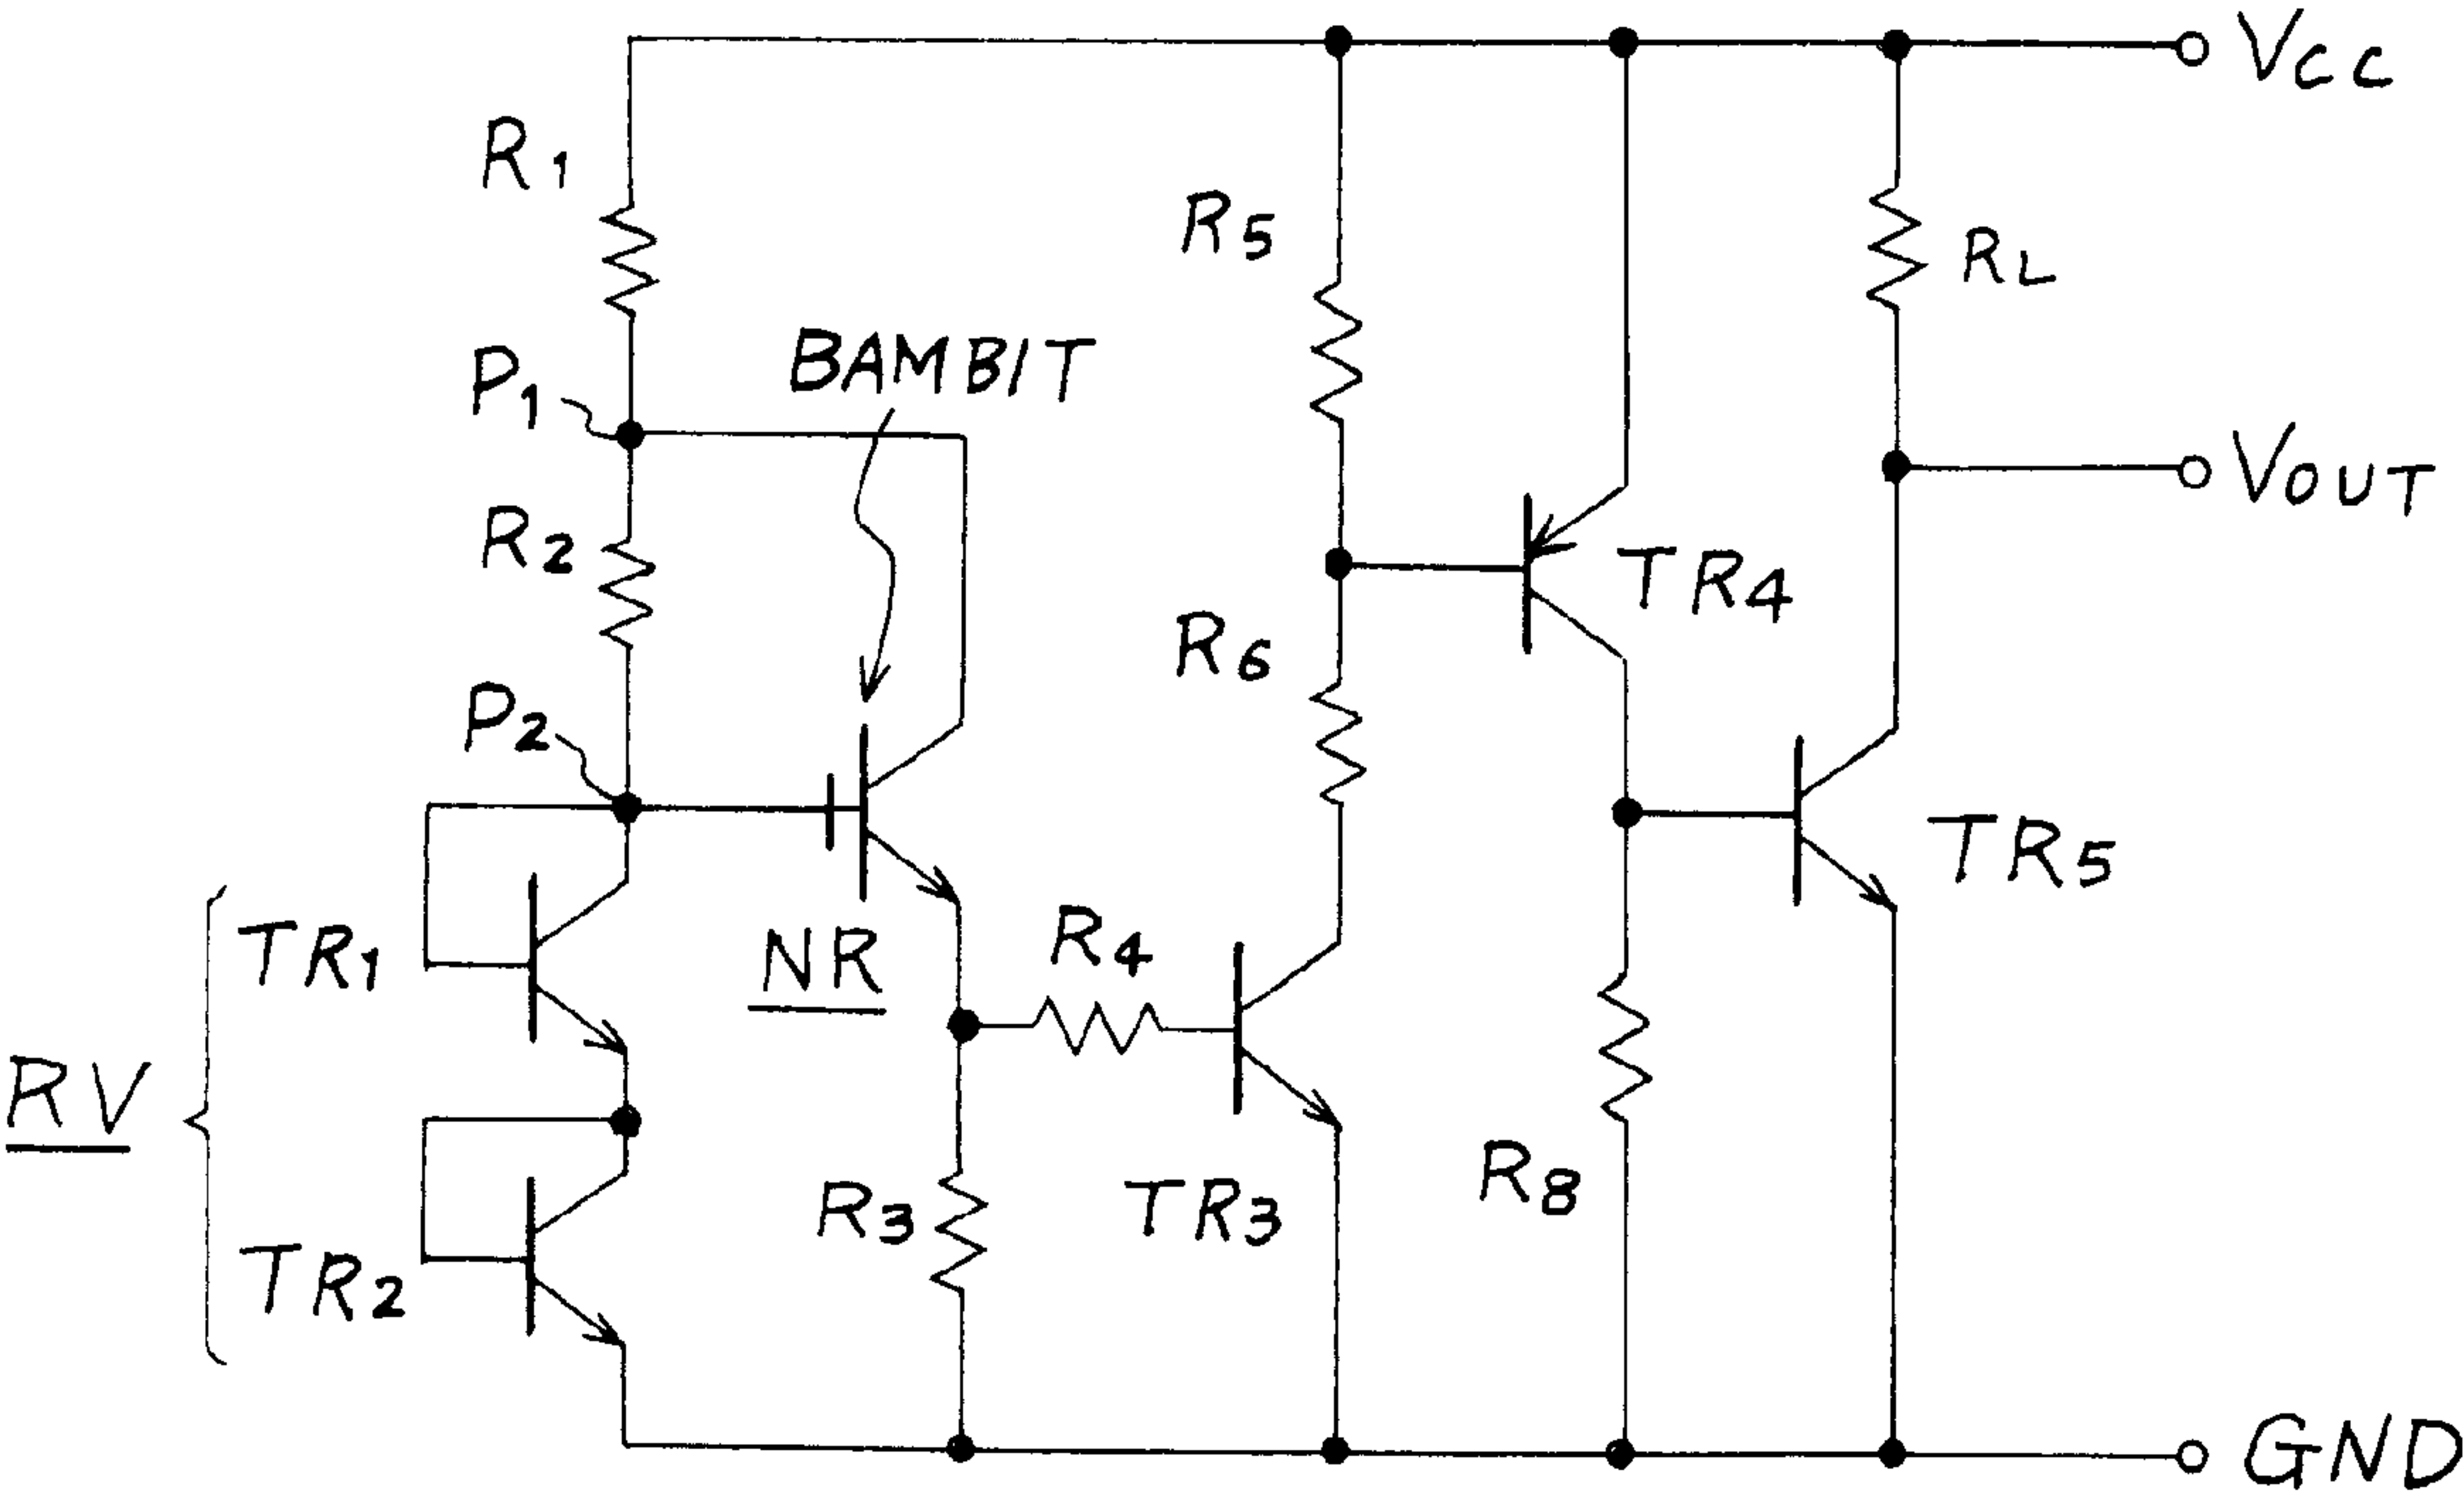 VCC
R1
R5
RL
P1
BAMBIT
VOUT
R2
TR4
R6
P2
TR5
TR1
NR
R4
RV
R8
R3
TR3
TR2
GND